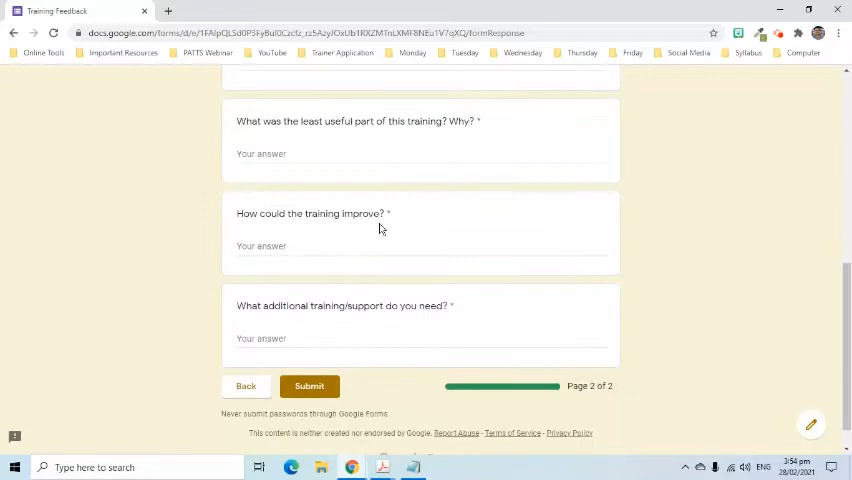 Training Feedback
docs.google.com/forms/d/e/1FAIpQLSd0P3FyBul0Czcfz_rz5AzyJOxUb1RXZMTnLXMF8NEu1V7qXQ/formResponse
Online Tools
Important Resources
PATTS Webinar
YouTube
Trainer Application
Monday
Tuesday
Wednesday
Thursday
Friday
Social Media
Syllabus
Computer
What was the least useful part of this training? Why? *
Your answer
How could the training improve? *
Your answer
What additional training/support do you need? *
Your answer
Back
Submit
Page 2 of 2
Never submit passwords through Google Forms.
This content is neither created nor endorsed by Google. Report Abuse - Terms of Service - Privacy Policy
Type here to search
ENG
3:54 pm
28/02/2021